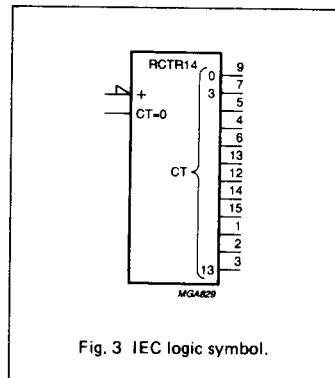 RCTR14
0 9
3 7
+ 5
CT=0 4
6
13
CT 12
14
15
1
2
13 3
MGA829
Fig. 3 IEC logic symbol.